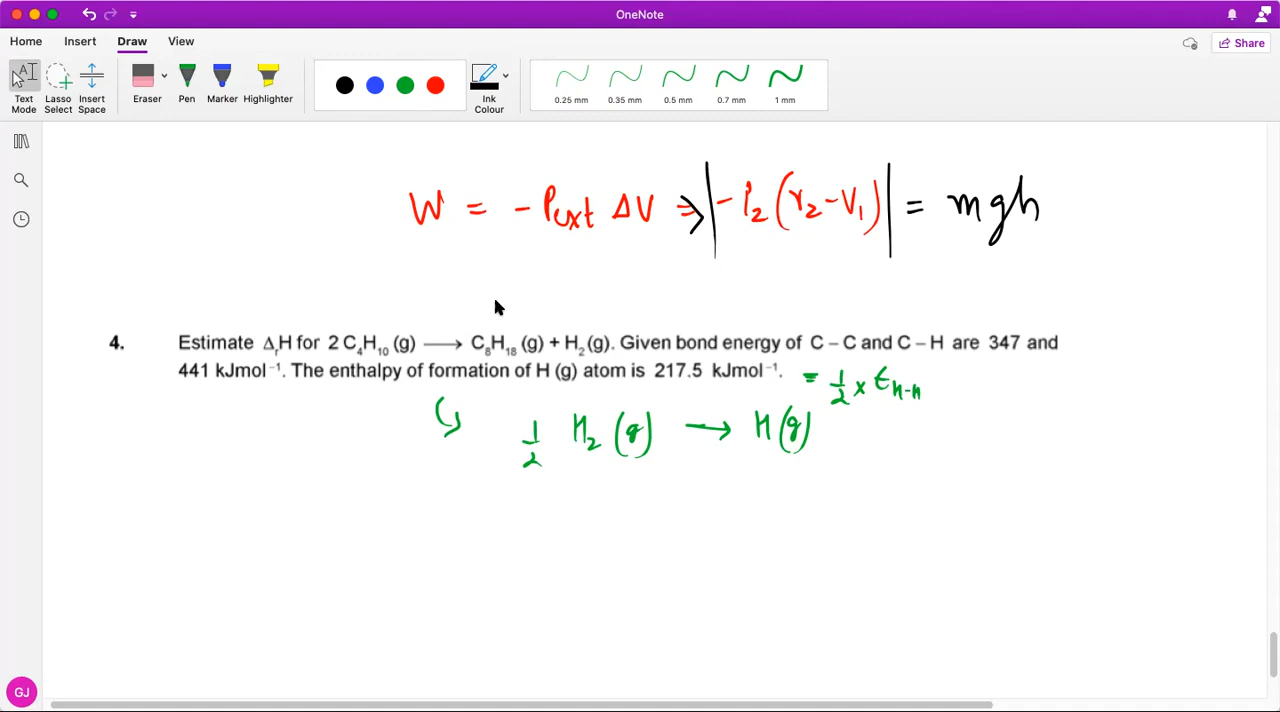 OneNote
Home Insert Draw View
Share
Text Mode
Lasso Select
Insert Space
Eraser
Pen
Marker
Highlighter
Ink Colour
0.25 mm 0.35 mm 0.5 mm 0.7 mm 1 mm
W = - Pext ΔV => |- P₂ (V₂ - V₁)| = mgh
4. Estimate ΔᵣH for 2 C₄H₁₀ (g) ⟶ C₈H₁₈ (g) + H₂ (g). Given bond energy of C – C and C – H are 347 and
441 kJmol⁻¹. The enthalpy of formation of H (g) atom is 217.5 kJmol⁻¹. = 1/2 × ε H-H
1/2 H₂ (g) → H (g)
GJ